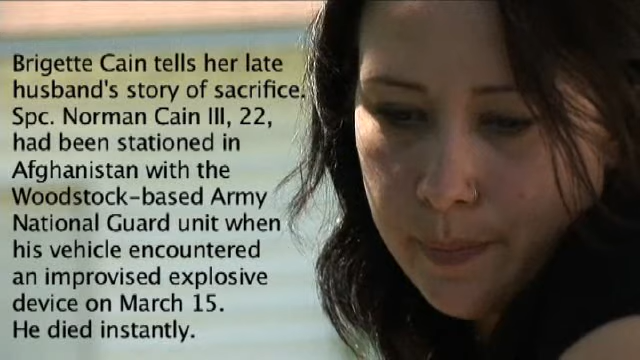 Brigette Cain tells her late
husband's story of sacrifice.
Spc. Norman Cain III, 22,
had been stationed in
Afghanistan with the
Woodstock-based Army
National Guard unit when
his vehicle encountered
an improvised explosive
device on March 15.
He died instantly.